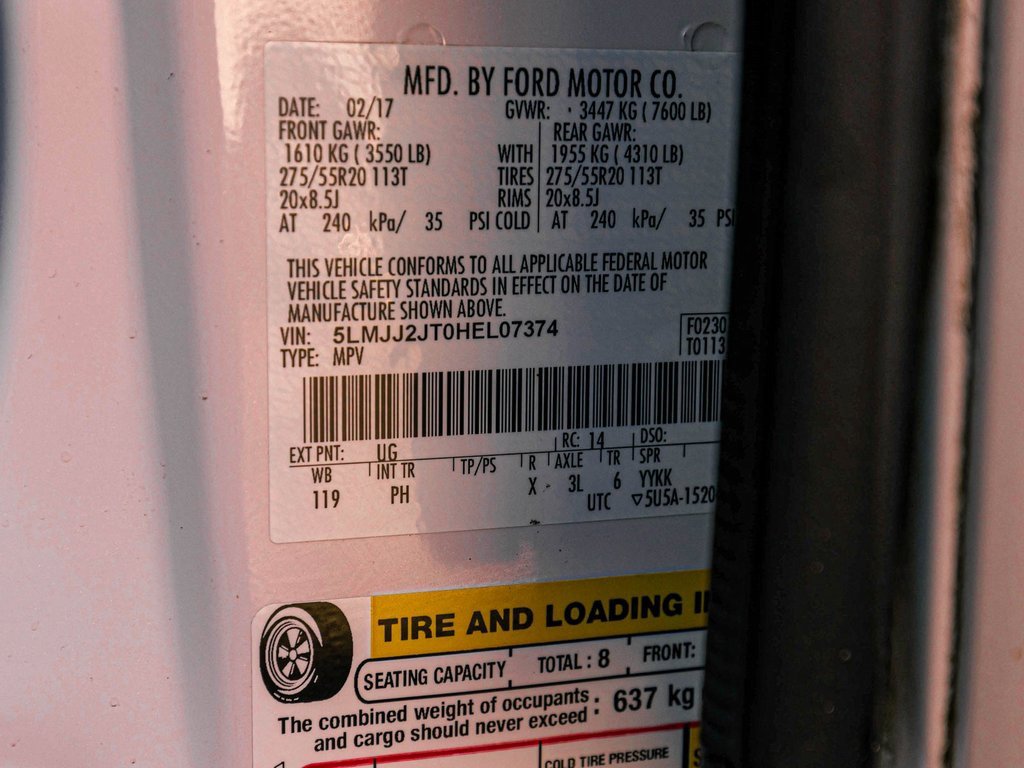 MFD. BY FORD MOTOR CO.
DATE: 02/17 GVWR: 3447 KG ( 7600 LB)
FRONT GAWR: REAR GAWR:
1610 KG ( 3550 LB) WITH 1955 KG ( 4310 LB)
275/55R20 113T TIRES 275/55R20 113T
20x8.5J RIMS 20x8.5J
AT 240 kPa/ 35 PSI COLD AT 240 kPa/ 35 PSI
THIS VEHICLE CONFORMS TO ALL APPLICABLE FEDERAL MOTOR
VEHICLE SAFETY STANDARDS IN EFFECT ON THE DATE OF
MANUFACTURE SHOWN ABOVE.
VIN: 5LMJJ2JT0HEL07374 F0230
TYPE: MPV T0113
EXT PNT: UG RC: 14 DSO:
WB INT TR TP/PS R AXLE TR SPR
119 PH X 3L 6 YYKK
UTC ▽5U5A-1520
TIRE AND LOADING I
SEATING CAPACITY TOTAL : 8 FRONT:
The combined weight of occupants : 637 kg
and cargo should never exceed
COLD TIRE PRESSURE